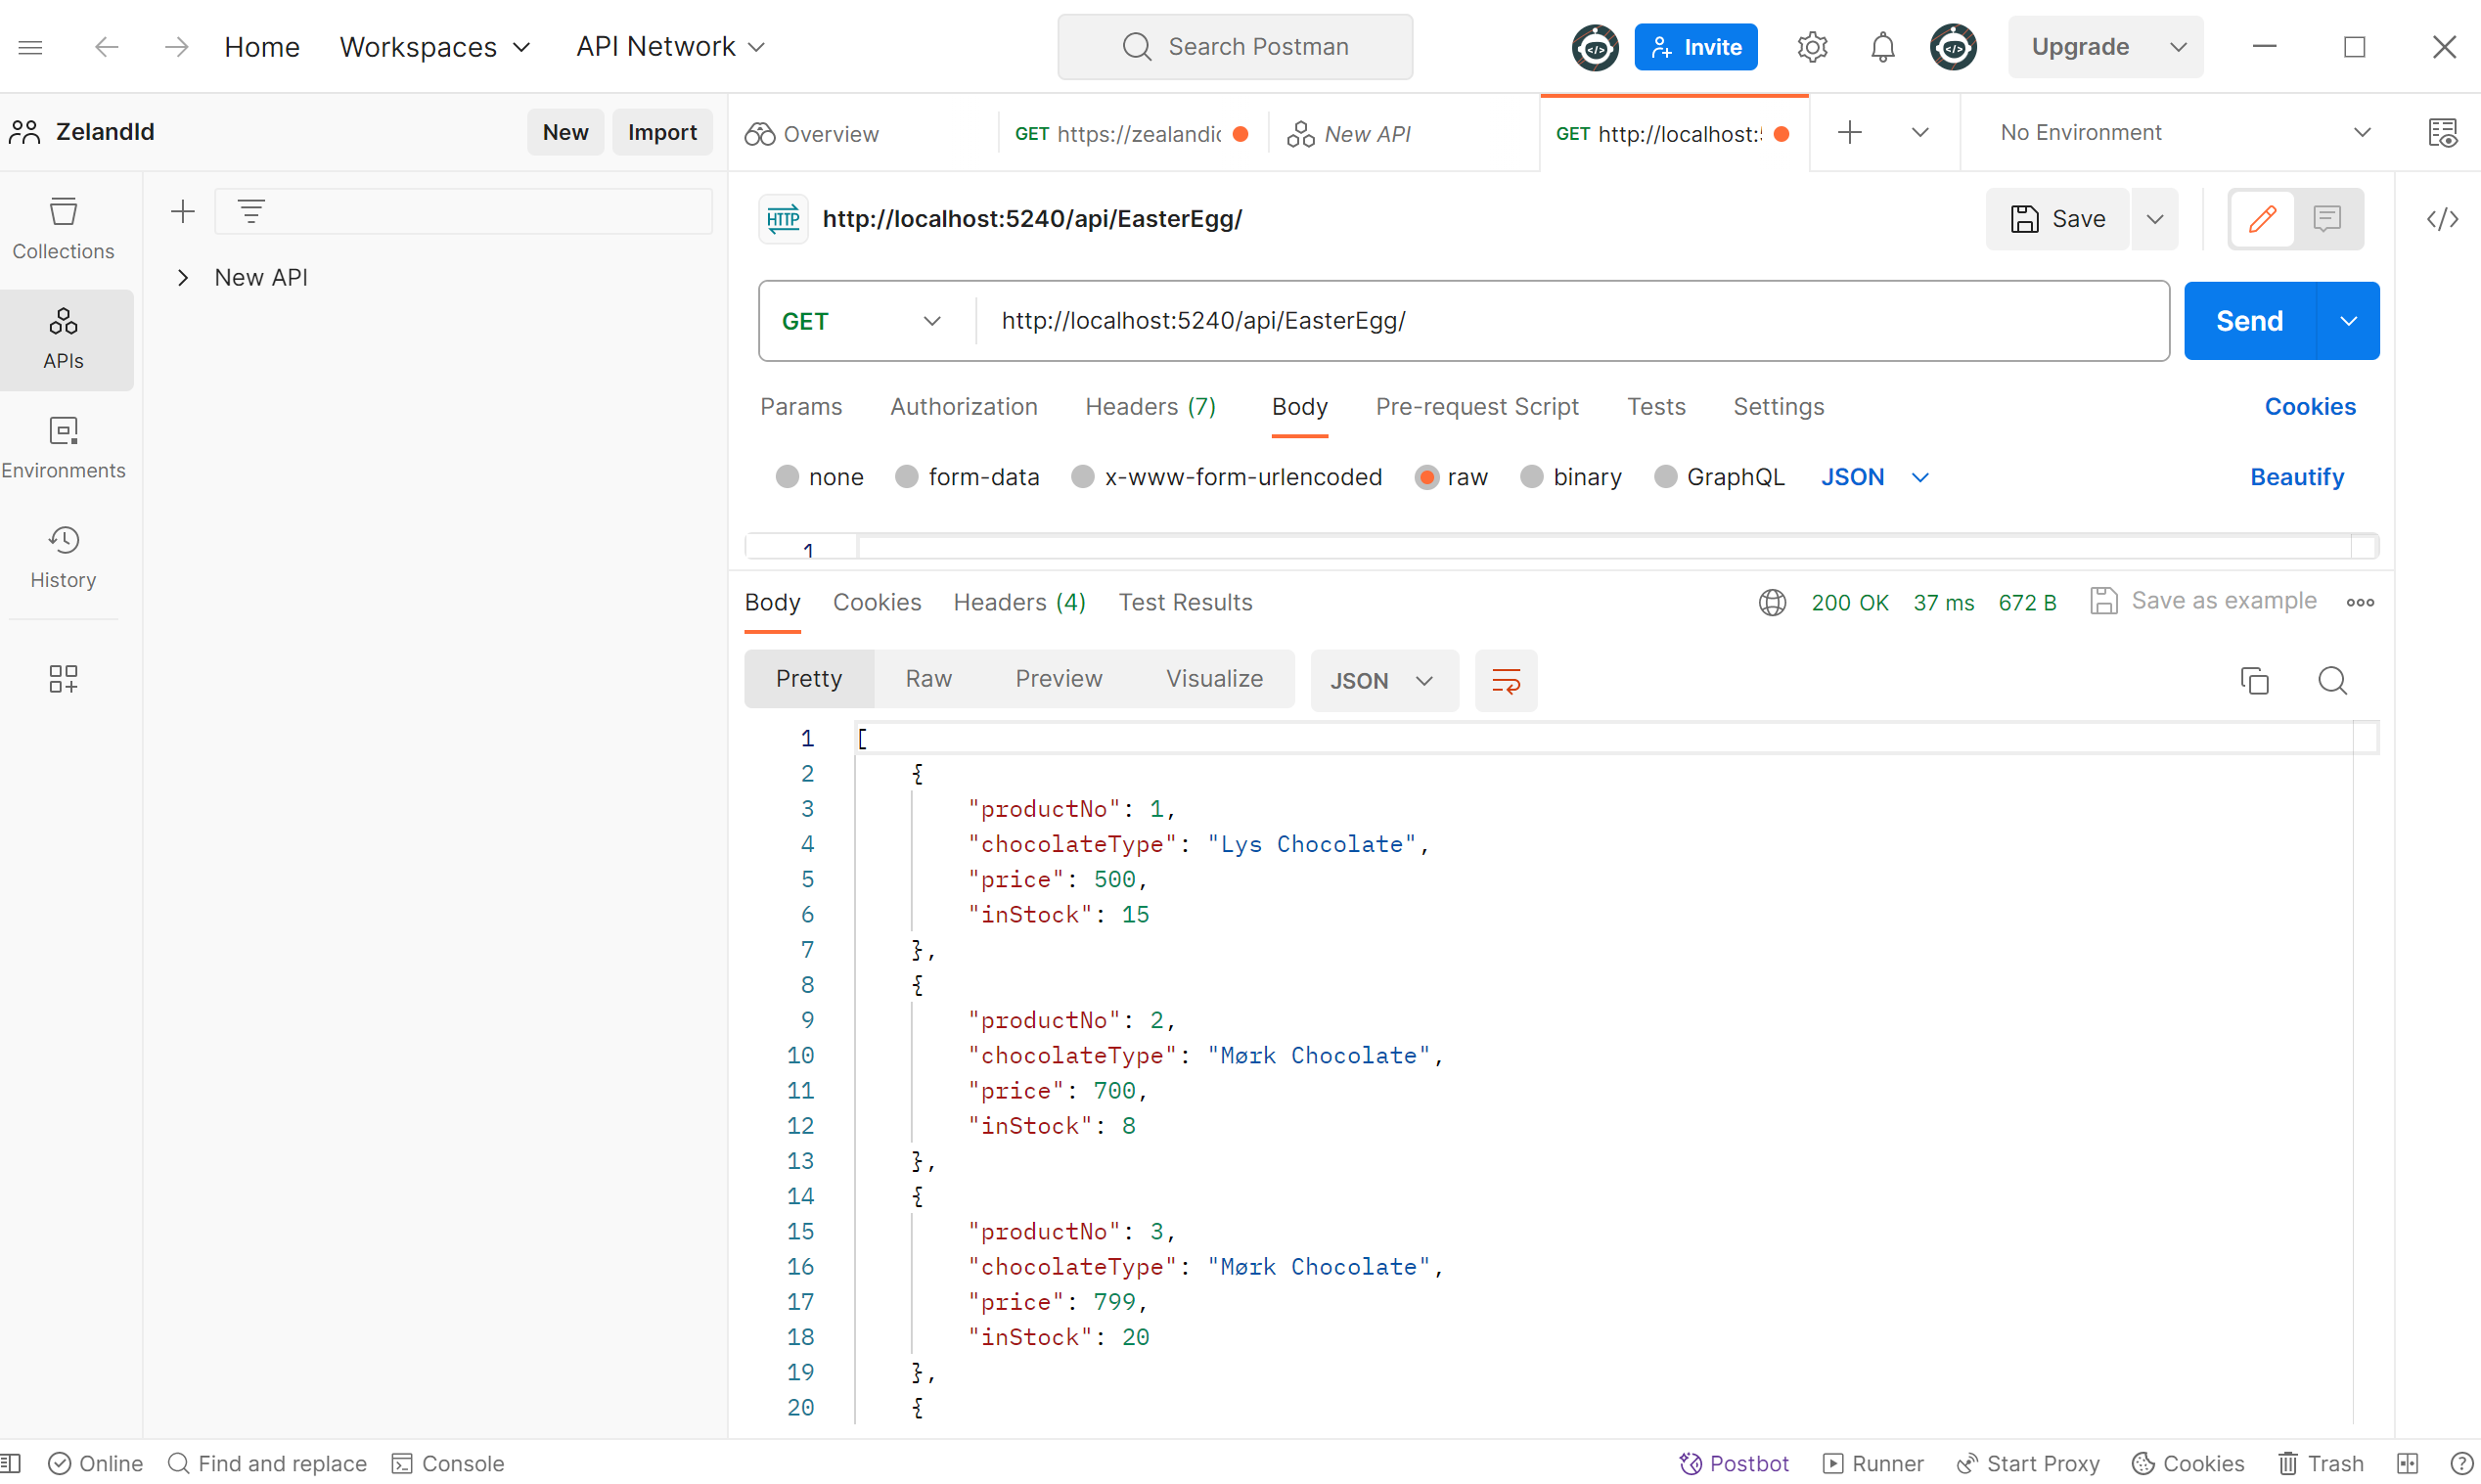 Home Workspaces API Network Search Postman Invite Upgrade
ZelandId New Import Overview GET https://zealandic New API GET http://localhost: No Environment
Collections
APIs
Environments
History
New API
HTTP http://localhost:5240/api/EasterEgg/ Save
GET http://localhost:5240/api/EasterEgg/ Send
Params Authorization Headers (7) Body Pre-request Script Tests Settings Cookies
none form-data x-www-form-urlencoded raw binary GraphQL JSON Beautify
1
Body Cookies Headers (4) Test Results 200 OK 37 ms 672 B Save as example
Pretty Raw Preview Visualize JSON
1 [
2 {
3 "productNo": 1,
4 "chocolateType": "Lys Chocolate",
5 "price": 500,
6 "inStock": 15
7 },
8 {
9 "productNo": 2,
10 "chocolateType": "Mørk Chocolate",
11 "price": 700,
12 "inStock": 8
13 },
14 {
15 "productNo": 3,
16 "chocolateType": "Mørk Chocolate",
17 "price": 799,
18 "inStock": 20
19 },
20 {
Online Find and replace Console Postbot Runner Start Proxy Cookies Trash